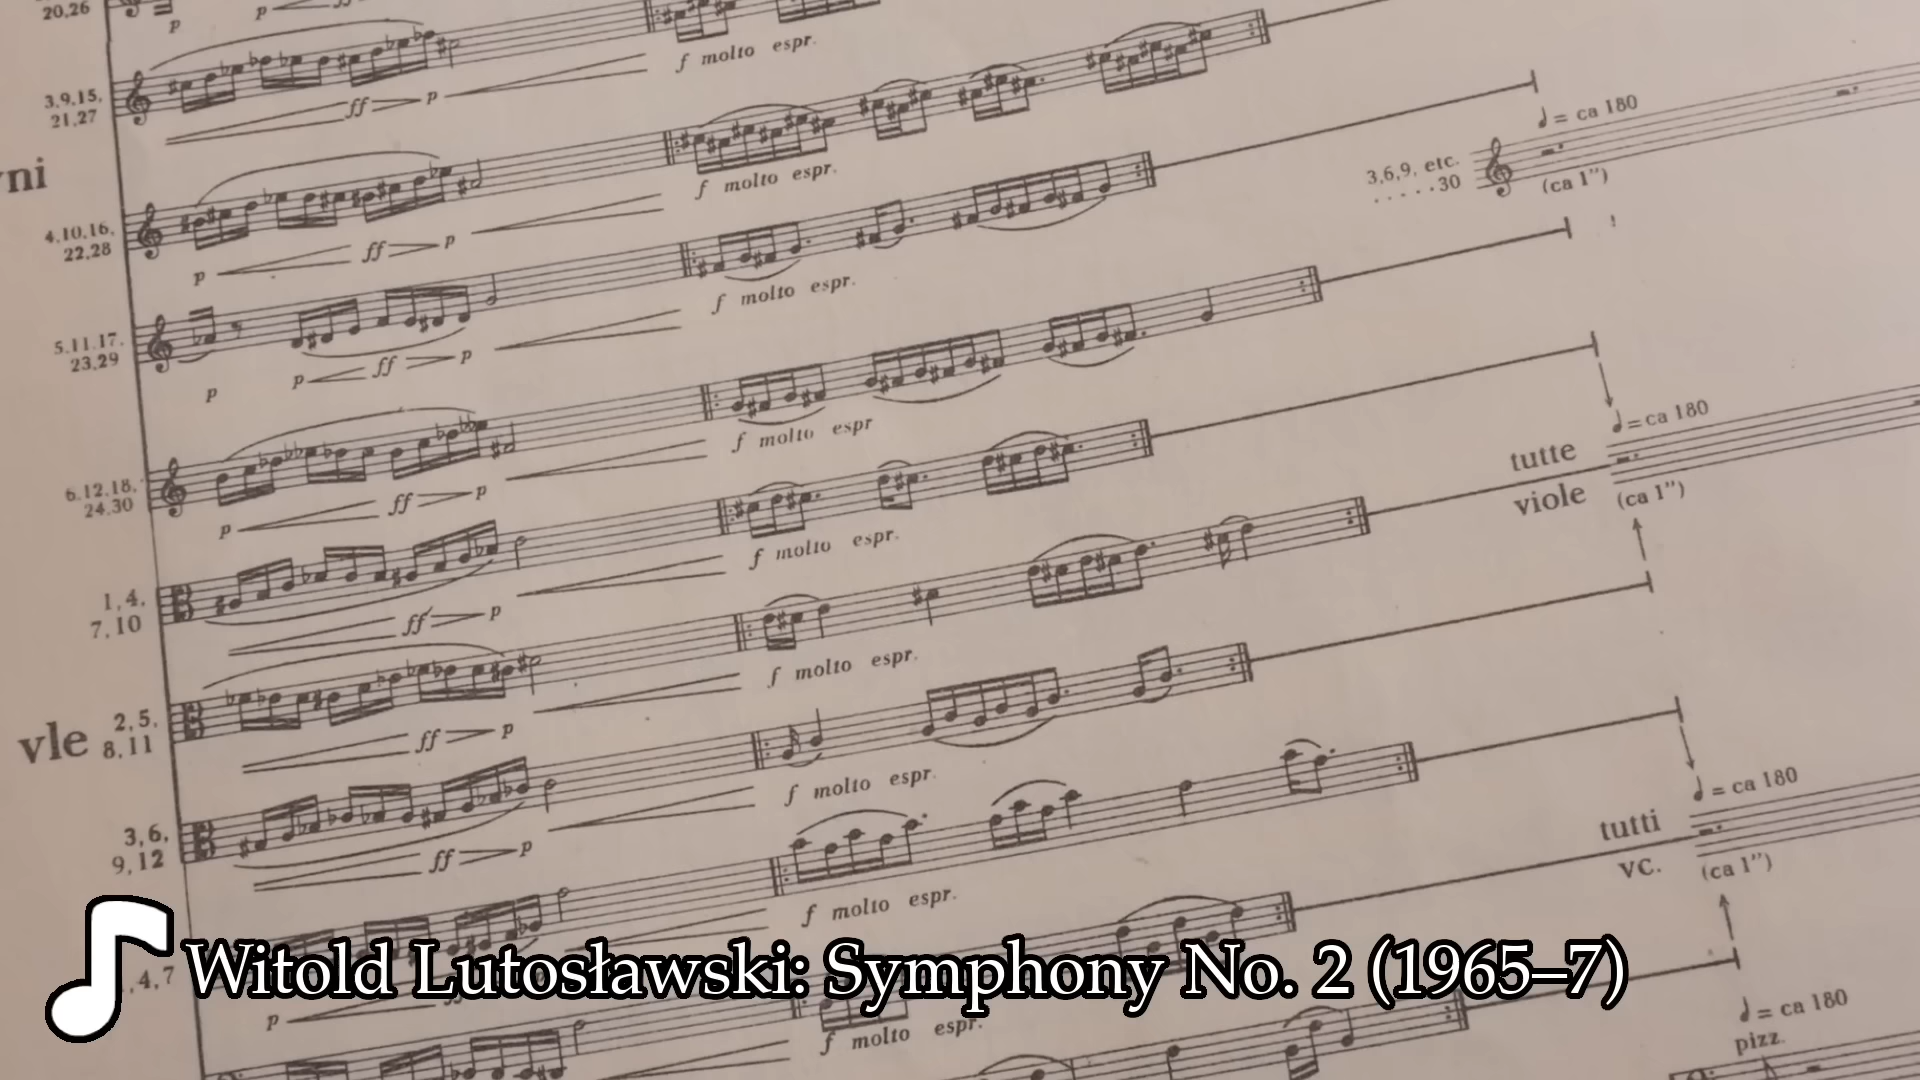 20,26
p p ff
f molto espr.
3,9,15,
21,27
ff p
♩ = ca 180
vni
f molto espr.
3,6,9, etc.
.....30
(ca 1")
4,10,16,
22,28
p ff p
f molto espr.
5,11,17,
23,29
p p ff p
f molto espr
♩ = ca 180
6,12,18,
24,30
p ff p
tutte
viole
(ca 1")
f molto espr.
1,4,
7,10
ff p
f molto espr.
vle
2,5,
8,11
ff p
f molto espr.
3,6,
9,12
ff p
f molto espr.
♩ = ca 180
tutti
vc.
(ca 1")
,4,7
p
f molto espr.
♩ = ca 180
pizz.
Witold Lutosławski: Symphony No. 2 (1965–7)